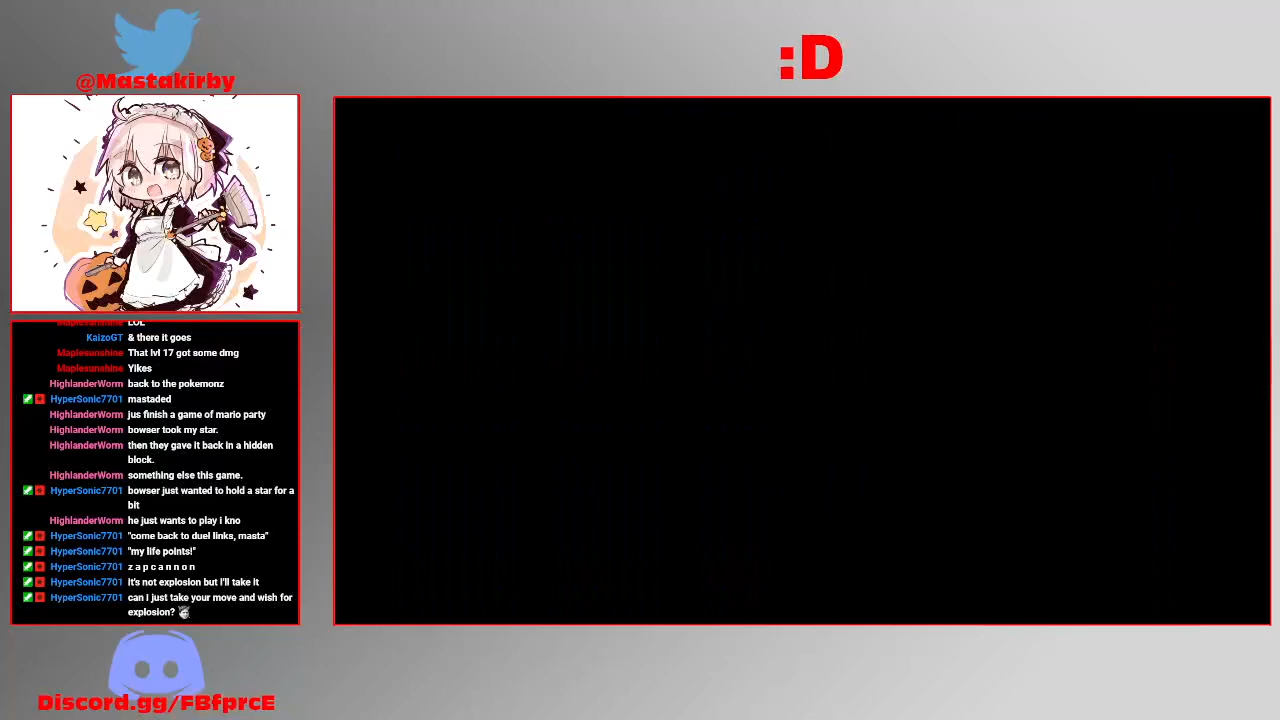 :D
@Mastakirby
Maplesunshine LOL
KaizoGT & there it goes
Maplesunshine That lvl 17 got some dmg
Maplesunshine Yikes
HighlanderWorm back to the pokemonz
HyperSonic7701 mastaded
HighlanderWorm jus finish a game of mario party
HighlanderWorm bowser took my star.
HighlanderWorm then they gave it back in a hidden
block.
HighlanderWorm something else this game.
HyperSonic7701 bowser just wanted to hold a star for a
bit
HighlanderWorm he just wants to play i kno
HyperSonic7701 "come back to duel links, masta"
HyperSonic7701 "my life points!"
HyperSonic7701 z a p c a n n o n
HyperSonic7701 it's not explosion but I'll take it
HyperSonic7701 can I just take your move and wish for
explosion?
Discord.gg/FBfprcE